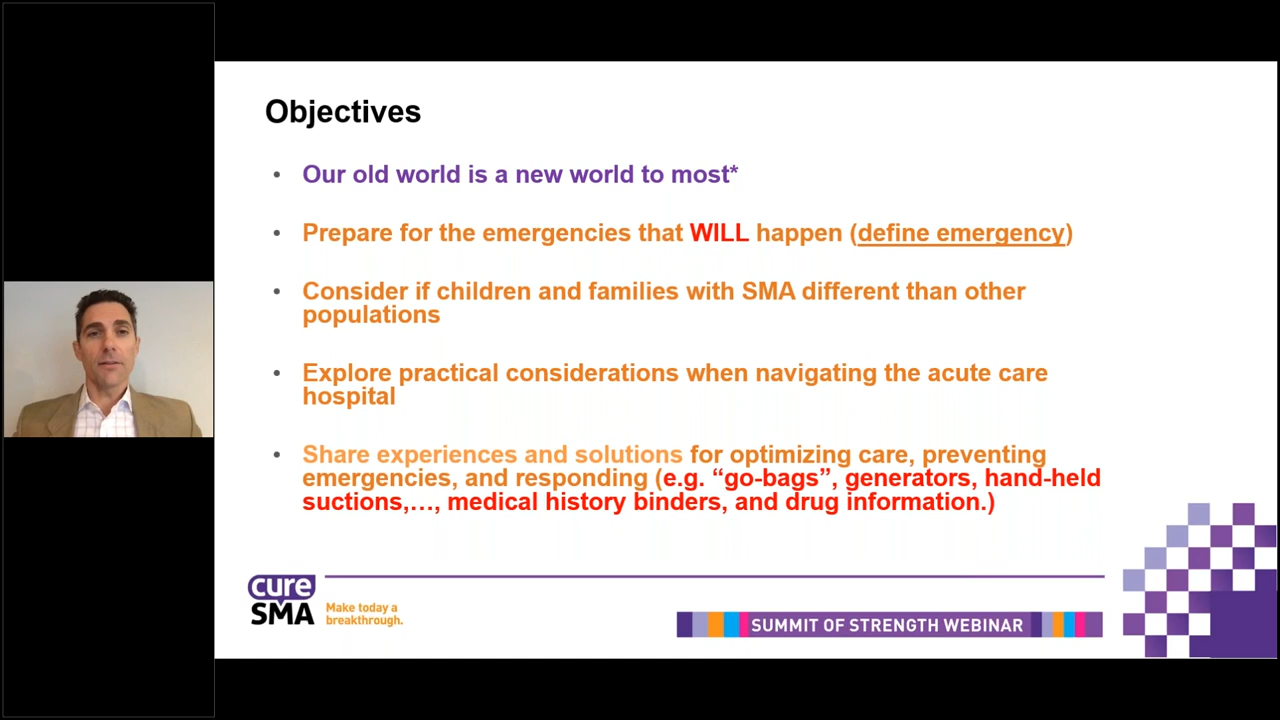 Objectives
• Our old world is a new world to most*
• Prepare for the emergencies that WILL happen (define emergency)
• Consider if children and families with SMA different than other
populations
• Explore practical considerations when navigating the acute care
hospital
• Share experiences and solutions for optimizing care, preventing
emergencies, and responding (e.g. “go-bags”, generators, hand-held
suctions,…, medical history binders, and drug information.)
cure
SMA
Make today a
breakthrough.
SUMMIT OF STRENGTH WEBINAR